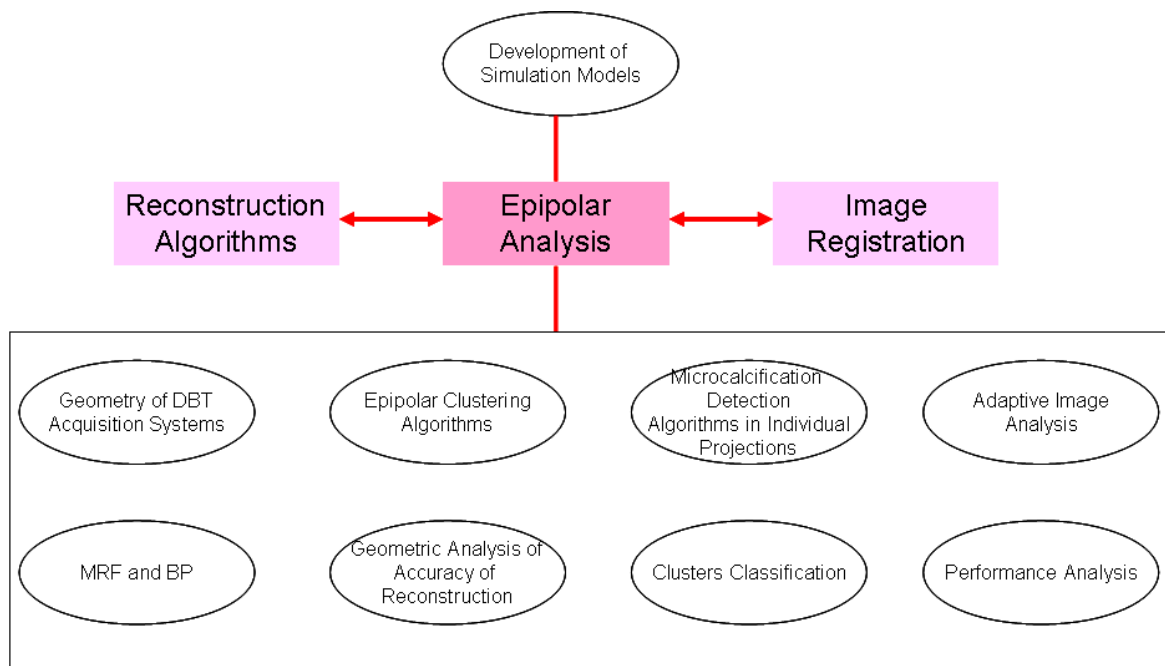 Development of
Simulation Models
Reconstruction
Algorithms
Epipolar
Analysis
Image
Registration
Geometry of DBT
Acquisition Systems
Epipolar Clustering
Algorithms
Microcalcification
Detection
Algorithms in Individual
Projections
Adaptive Image
Analysis
MRF and BP
Geometric Analysis of
Accuracy of
Reconstruction
Clusters Classification
Performance Analysis